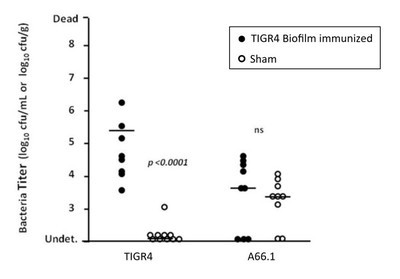 Dead
8
7
6
5
4
3
Undet.
Bacteria Titer (log10 cfu/mL or log10 cfu/g)
TIGR4 Biofilm immunized
Sham
p <0.0001
ns
TIGR4
A66.1